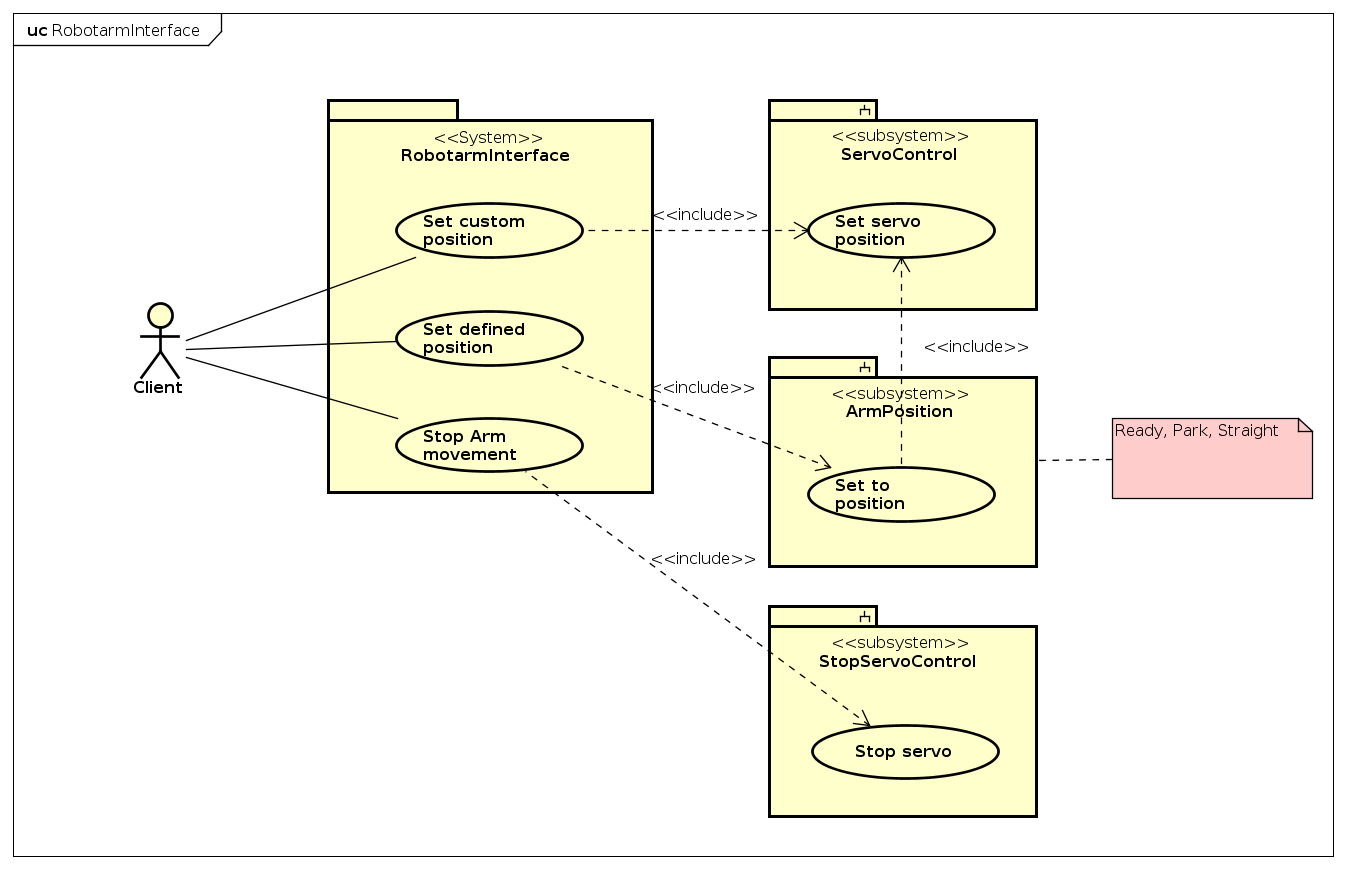 uc RobotarmInterface
<<System>>
RobotarmInterface
Set custom
position
Set defined
position
Stop Arm
movement
Client
<<include>>
<<include>>
<<include>>
<<subsystem>>
ServoControl
Set servo
position
<<include>>
<<subsystem>>
ArmPosition
Set to
position
Ready, Park, Straight
<<subsystem>>
StopServoControl
Stop servo